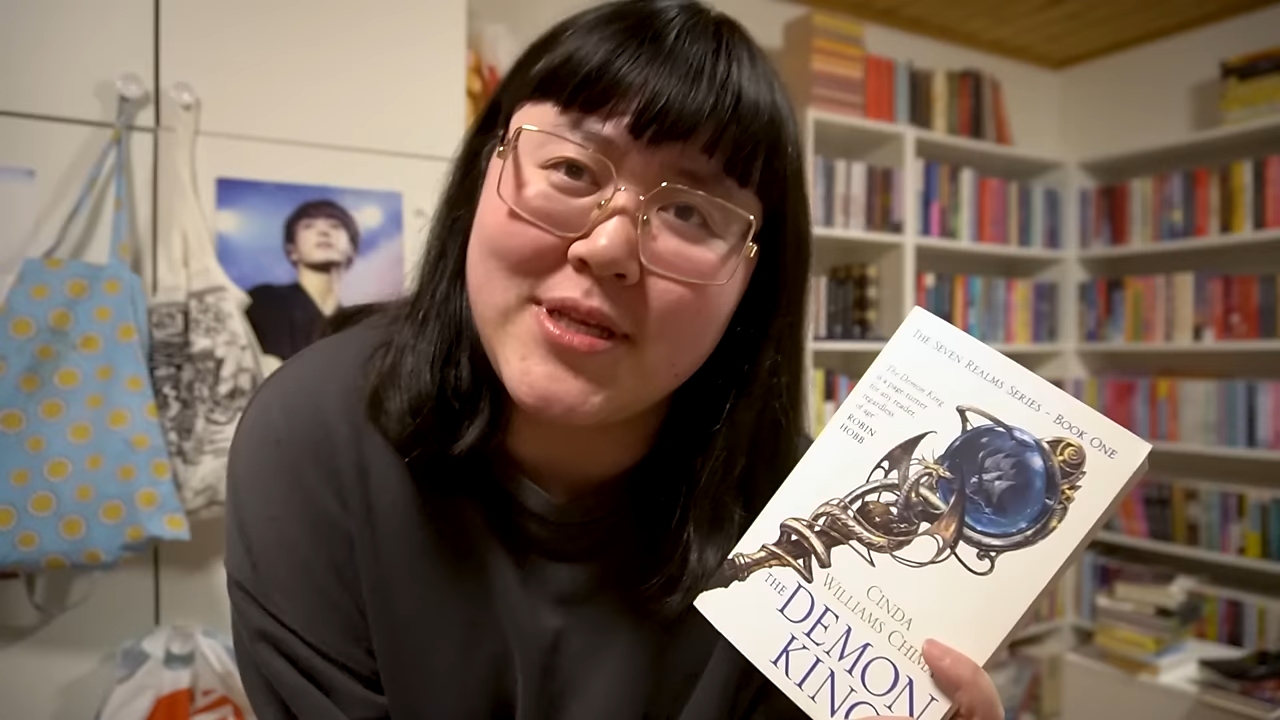 THE SEVEN REALMS SERIES - BOOK ONE
'The Demon King
is a page-turner
for any reader,
regardless
of age'
ROBIN
HOBB
CINDA
WILLIAMS CHIMA
THE
DEMON
KING